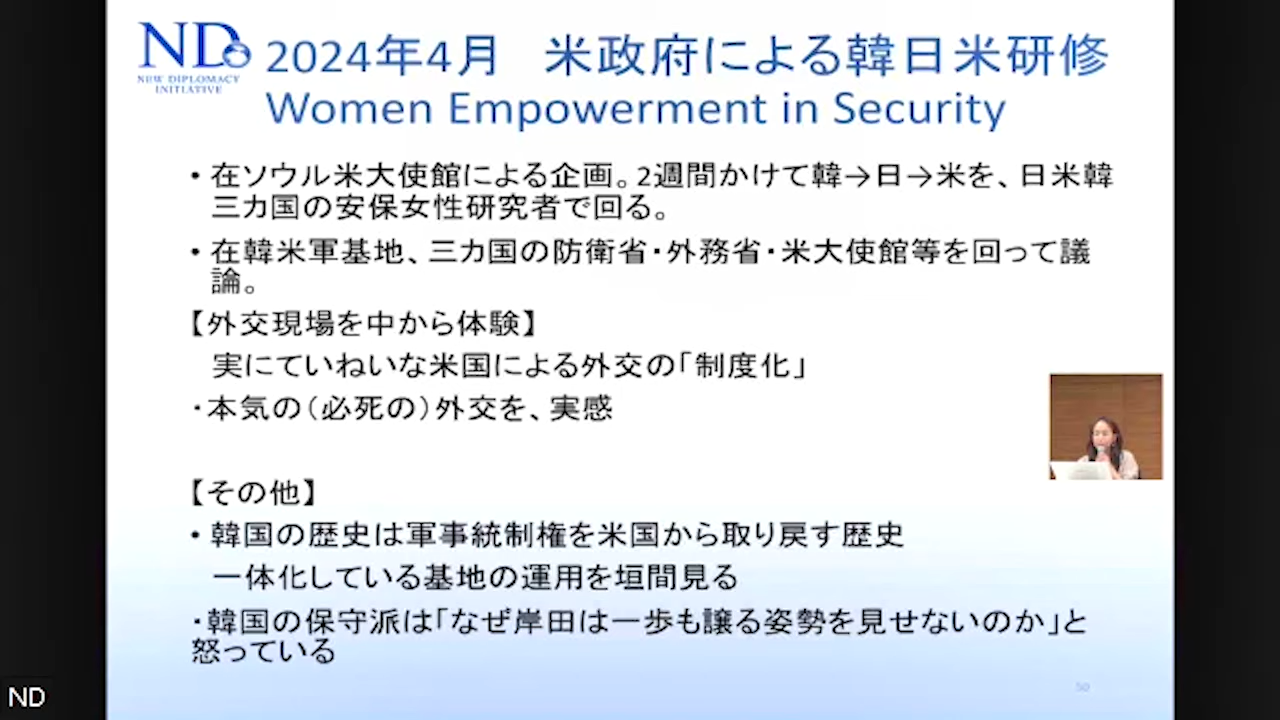 ND
NEW DIPLOMACY
INITIATIVE
2024年4月　米政府による韓日米研修
Women Empowerment in Security
• 在ソウル米大使館による企画。2週間かけて韓→日→米を、日米韓
三カ国の安保女性研究者で回る。
• 在韓米軍基地、三カ国の防衛省・外務省・米大使館等を回って議
論。
【外交現場を中から体験】
実にていねいな米国による外交の「制度化」
・本気の（必死の）外交を、実感
【その他】
• 韓国の歴史は軍事統制権を米国から取り戻す歴史
一体化している基地の運用を垣間見る
・韓国の保守派は「なぜ岸田は一歩も譲る姿勢を見せないのか」と
怒っている
50
ND